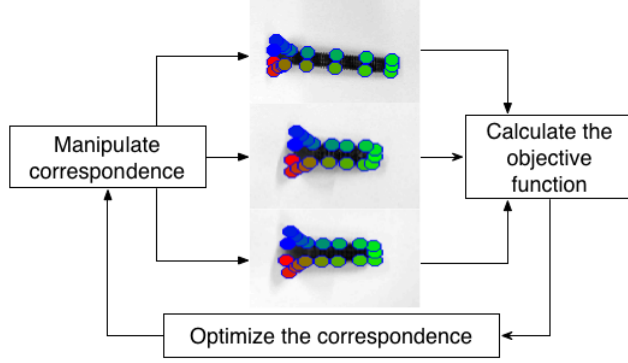 Manipulate
correspondence
Calculate the
objective
function
Optimize the correspondence